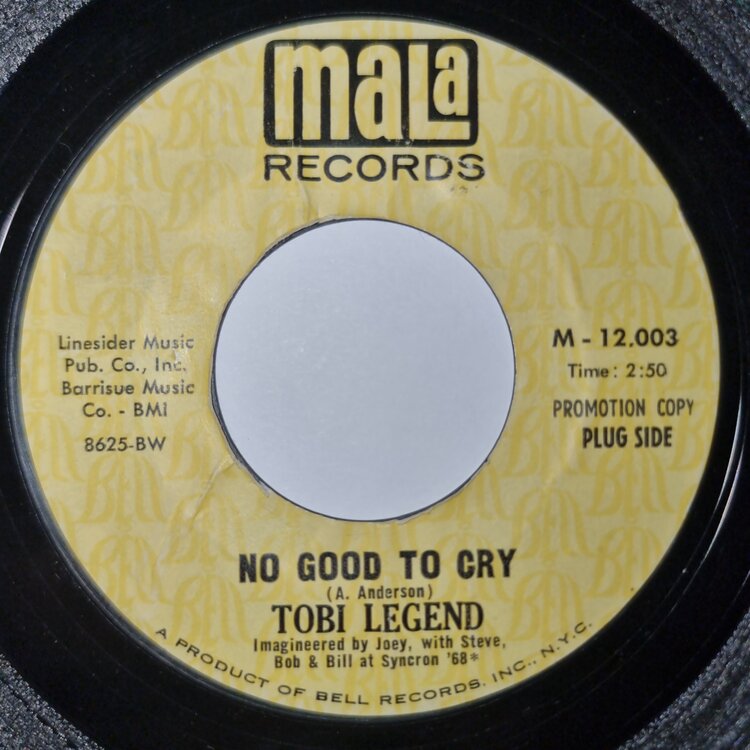 mala
RECORDS
Linesider Music
Pub. Co., Inc.
Barrisue Music
Co. - BMI
8625-BW
M - 12,003
Time: 2:50
PROMOTION COPY
PLUG SIDE
NO GOOD TO CRY
(A. Anderson)
TOBI LEGEND
Imagineered by Joey, with Steve,
Bob & Bill at Syncron '68*
A PRODUCT OF BELL RECORDS, INC., N.Y.C.
BELL